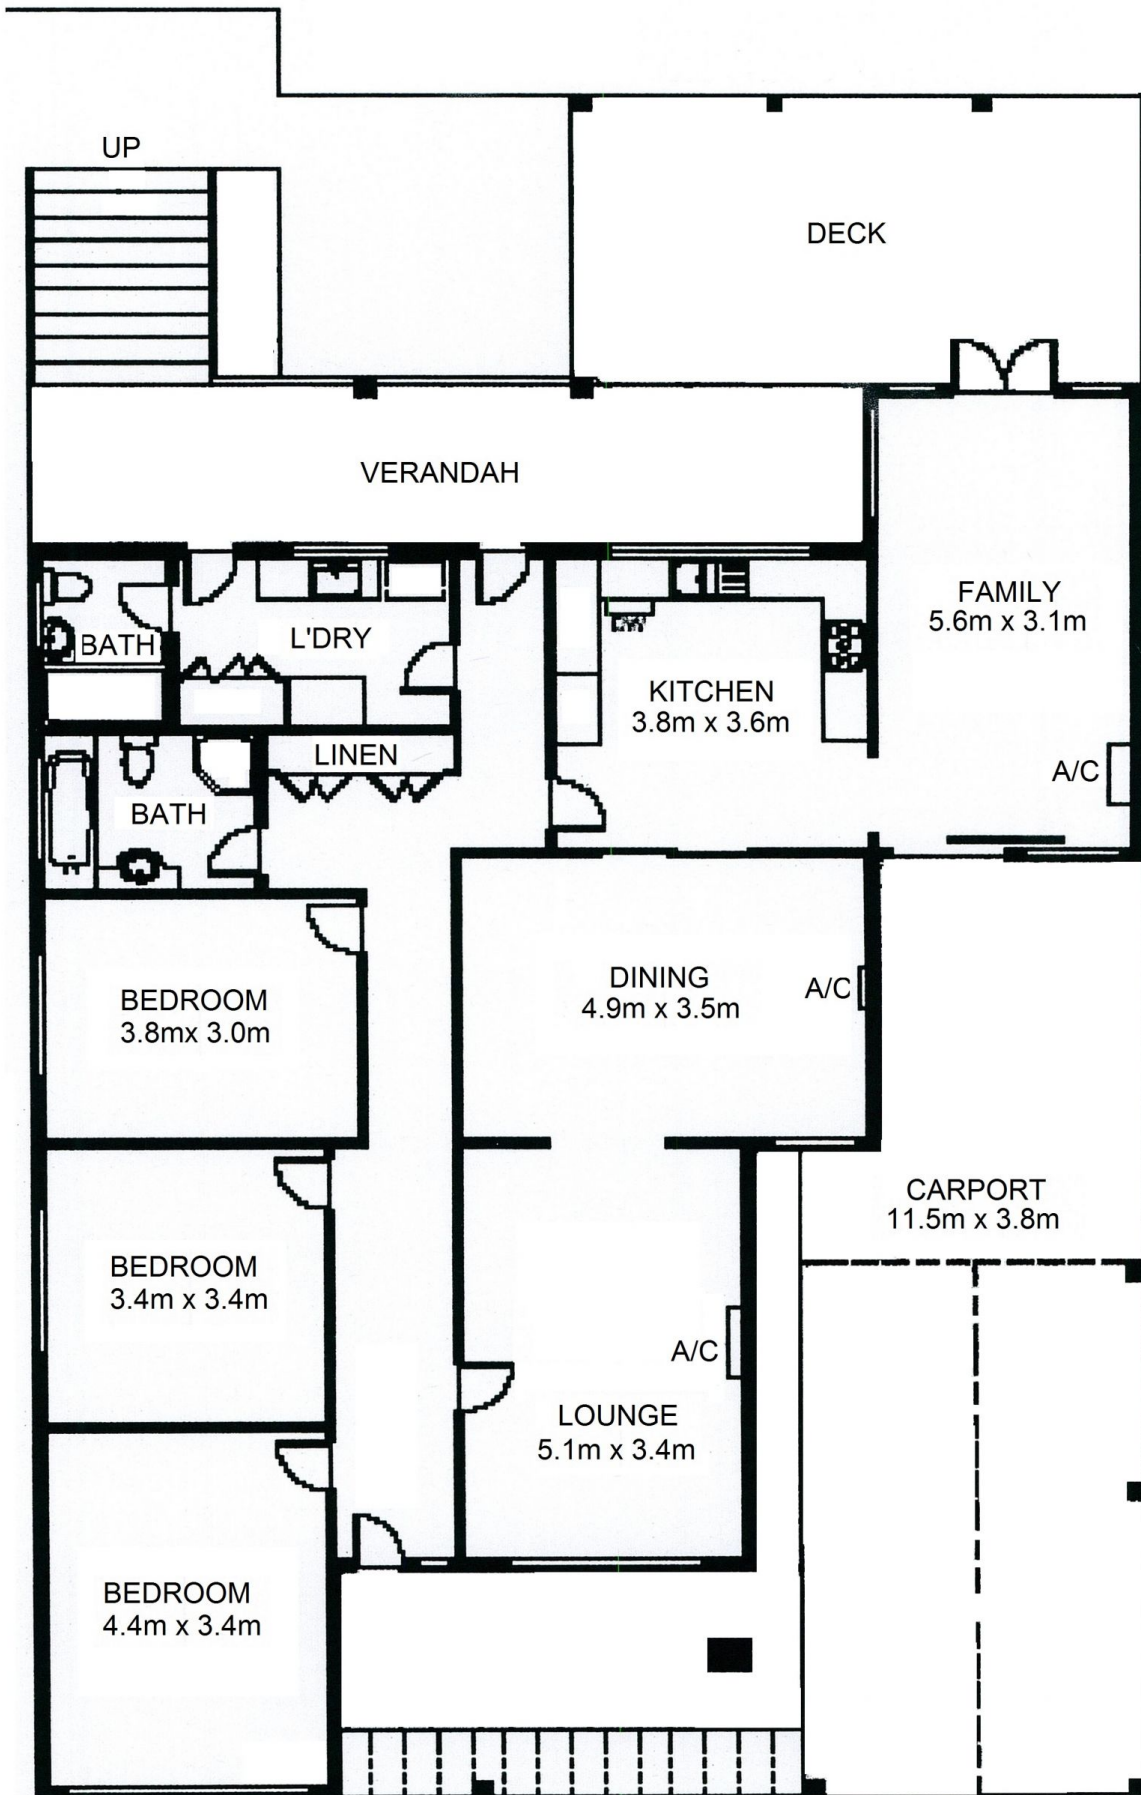 UP
DECK
VERANDAH
FAMILY
5.6m x 3.1m
BATH
L'DRY
KITCHEN
3.8m x 3.6m
LINEN
A/C
BATH
DINING
4.9m x 3.5m
A/C
BEDROOM
3.8mx 3.0m
CARPORT
11.5m x 3.8m
BEDROOM
3.4m x 3.4m
A/C
LOUNGE
5.1m x 3.4m
BEDROOM
4.4m x 3.4m